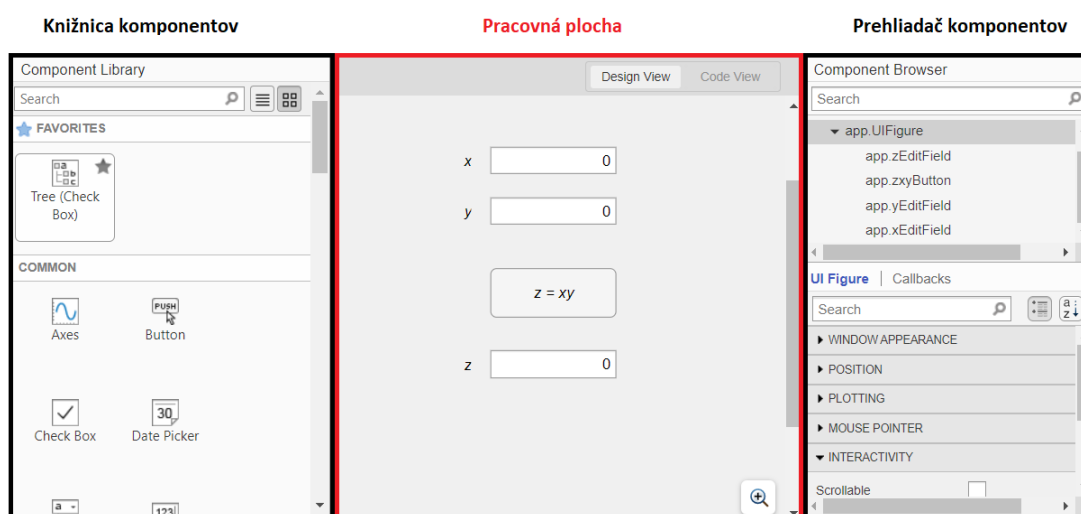 Knižnica komponentov
Pracovná plocha
Prehliadač komponentov
Component Library
Search
FAVORITES
a
b
c
Tree (Check
Box)
COMMON
Axes
PUSH
Button
Check Box
30
Date Picker
a
123
Design View
Code View
x
0
y
0
z = xy
z
0
Component Browser
Search
app.UIFigure
app.zEditField
app.zxyButton
app.yEditField
app.xEditField
UI Figure | Callbacks
Search
a
z
WINDOW APPEARANCE
POSITION
PLOTTING
MOUSE POINTER
INTERACTIVITY
Scrollable